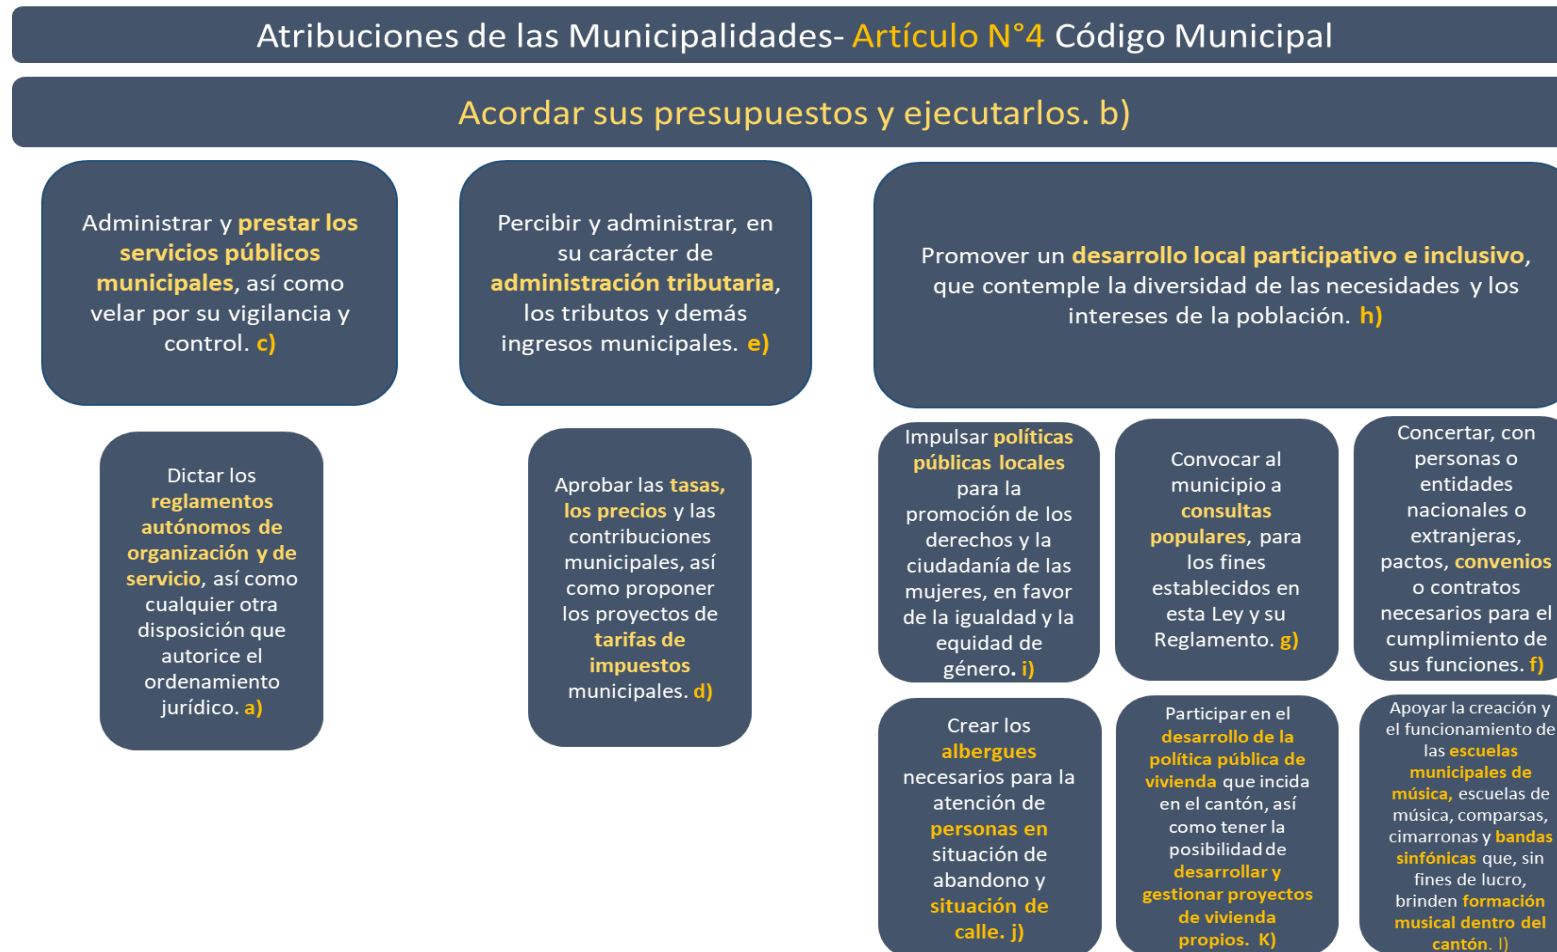 Atribuciones de las Municipalidades- Artículo N°4 Código Municipal
Acordar sus presupuestos y ejecutarlos. b)
Administrar y prestar los
servicios públicos
municipales, así como
velar por su vigilancia y
control. c)
Percibir y administrar, en
su carácter de
administración tributaria,
los tributos y demás
ingresos municipales. e)
Promover un desarrollo local participativo e inclusivo,
que contemple la diversidad de las necesidades y los
intereses de la población. h)
Dictar los
reglamentos
autónomos de
organización y de
servicio, así como
cualquier otra
disposición que
autorice el
ordenamiento
jurídico. a)
Aprobar las tasas,
los precios y las
contribuciones
municipales, así
como proponer
los proyectos de
tarifas de
impuestos
municipales. d)
Impulsar políticas
públicas locales
para la
promoción de los
derechos y la
ciudadanía de las
mujeres, en favor
de la igualdad y la
equidad de
género. i)
Convocar al
municipio a
consultas
populares, para
los fines
establecidos en
esta Ley y su
Reglamento. g)
Concertar, con
personas o
entidades
nacionales o
extranjeras,
pactos, convenios
o contratos
necesarios para el
cumplimiento de
sus funciones. f)
Crear los
albergues
necesarios para la
atención de
personas en
situación de
abandono y
situación de
calle. j)
Participar en el
desarrollo de la
política pública de
vivienda que incida
en el cantón, así
como tener la
posibilidad de
desarrollar y
gestionar proyectos
de vivienda
propios. K)
Apoyar la creación y
el funcionamiento de
las escuelas
municipales de
música, escuelas de
música, comparsas,
cimarronas y bandas
sinfónicas que, sin
fines de lucro,
brinden formación
musical dentro del
cantón. l)